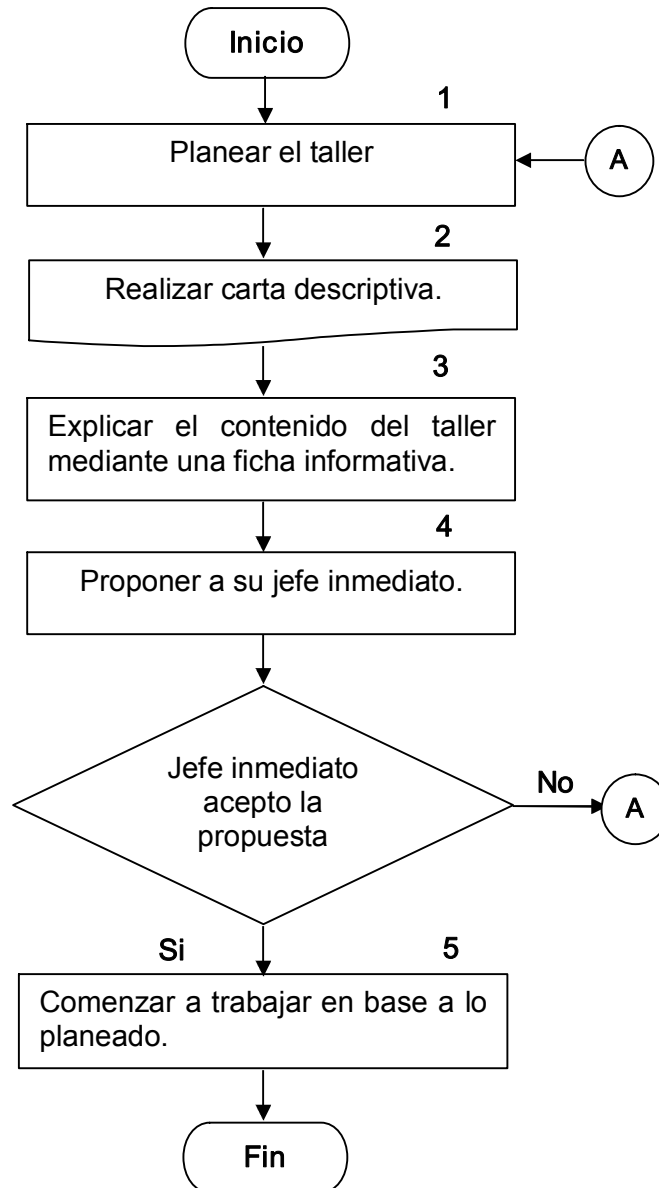 Inicio
1
Planear el taller
A
2
Realizar carta descriptiva.
3
Explicar el contenido del taller
mediante una ficha informativa.
4
Proponer a su jefe inmediato.
Jefe inmediato
acepto la
propuesta
No
A
Si
5
Comenzar a trabajar en base a lo
planeado.
Fin